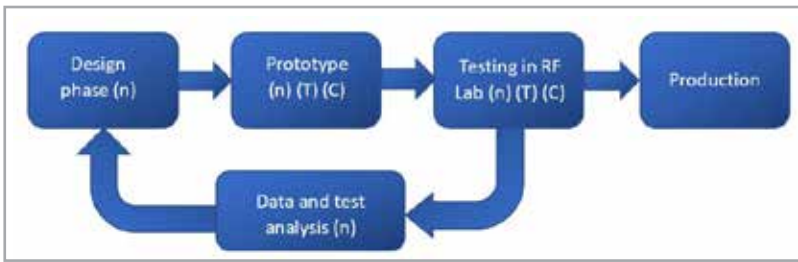 Design
phase (n)
Prototype
(n) (T) (C)
Testing in RF
Lab (n) (T) (C)
Production
Data and test
analysis (n)